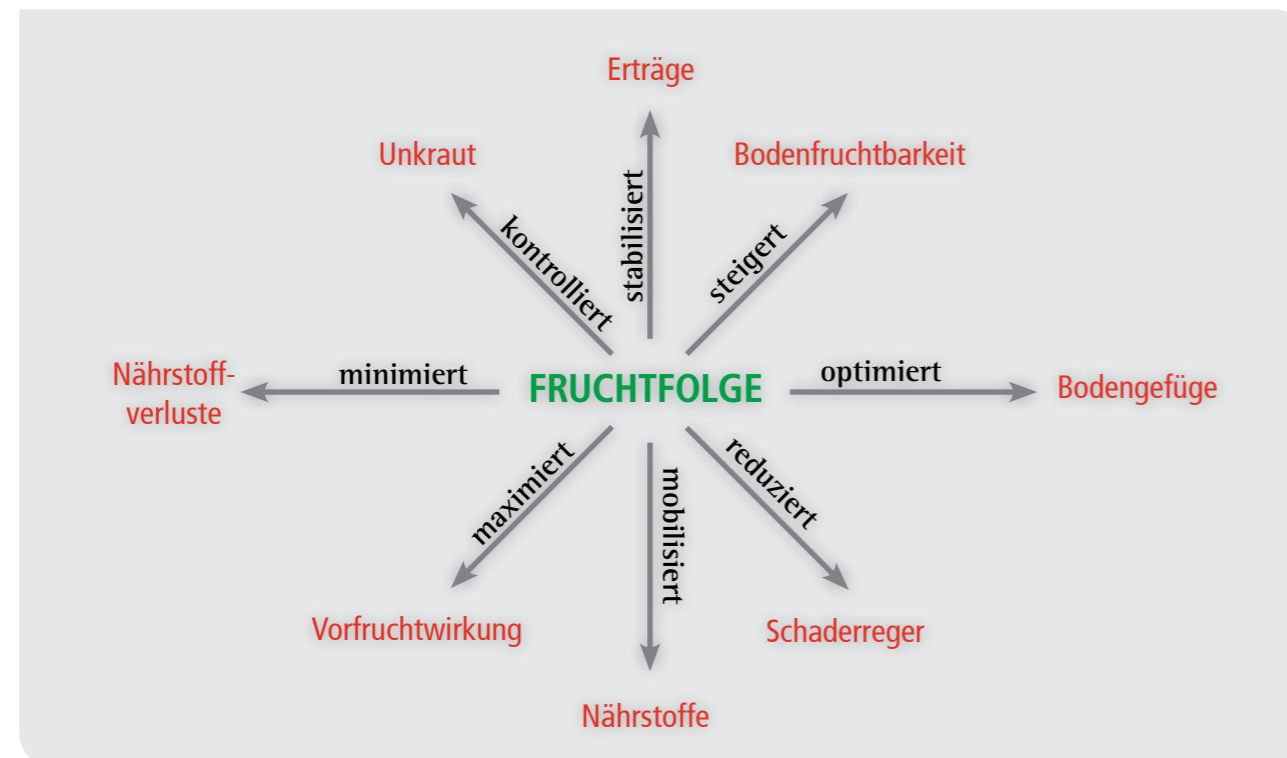 Erträge
Unkraut
Bodenfruchtbarkeit
kontrolliert
stabilisiert
steigert
Nährstoff-
verluste
minimiert
FRUCHTFOLGE
optimiert
Bodengefüge
maximiert
mobilisiert
reduziert
Vorfruchtwirkung
Schaderreger
Nährstoffe